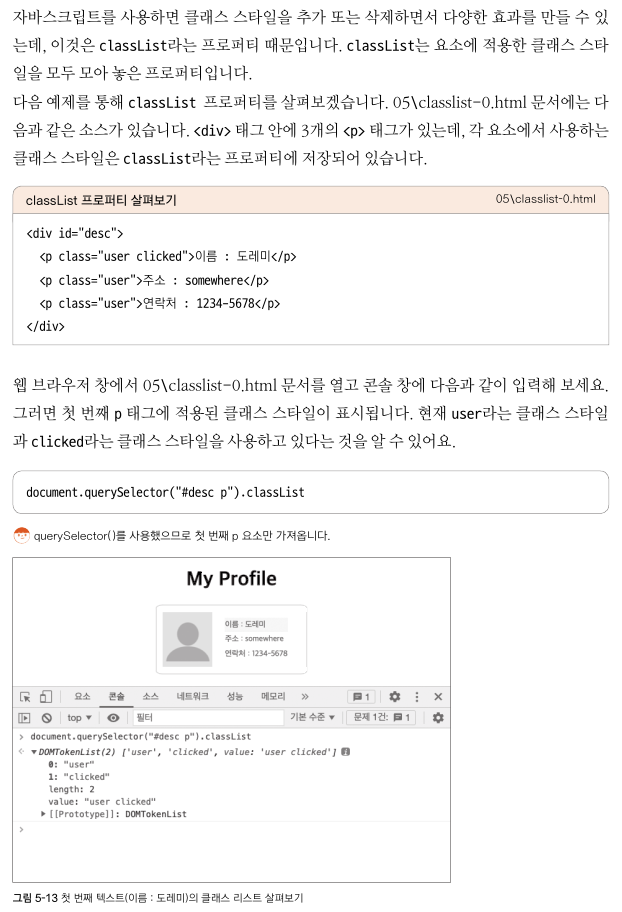 자바스크립트를 사용하면 클래스 스타일을 추가 또는 삭제하면서 다양한 효과를 만들 수 있
는데, 이것은 classList라는 프로퍼티 때문입니다. classList는 요소에 적용한 클래스 스타
일을 모두 모아 놓은 프로퍼티입니다.
다음 예제를 통해 classList 프로퍼티를 살펴보겠습니다. 05\classlist-0.html 문서에는 다
음과 같은 소스가 있습니다. <div> 태그 안에 3개의 <p> 태그가 있는데, 각 요소에서 사용하는
클래스 스타일은 classList라는 프로퍼티에 저장되어 있습니다.
classList 프로퍼티 살펴보기 05\classlist-0.html
<div id="desc">
<p class="user clicked">이름 : 도레미</p>
<p class="user">주소 : somewhere</p>
<p class="user">연락처 : 1234-5678</p>
</div>
웹 브라우저 창에서 05\classlist-0.html 문서를 열고 콘솔 창에 다음과 같이 입력해 보세요.
그러면 첫 번째 p 태그에 적용된 클래스 스타일이 표시됩니다. 현재 user라는 클래스 스타일
과 clicked라는 클래스 스타일을 사용하고 있다는 것을 알 수 있어요.
document.querySelector("#desc p").classList
querySelector()를 사용했으므로 첫 번째 p 요소만 가져옵니다.
My Profile
이름 : 도레미
주소 : somewhere
연락처 : 1234-5678
요소 콘솔 소스 네트워크 성능 메모리 » 1
top ▼ 필터 기본 수준 ▼ 문제 1건: 1
> document.querySelector("#desc p").classList
▼DOMTokenList(2) ['user', 'clicked', value: 'user clicked'] i
0: "user"
1: "clicked"
length: 2
value: "user clicked"
▶[[Prototype]]: DOMTokenList
>
그림 5-13 첫 번째 텍스트(이름 : 도레미)의 클래스 리스트 살펴보기